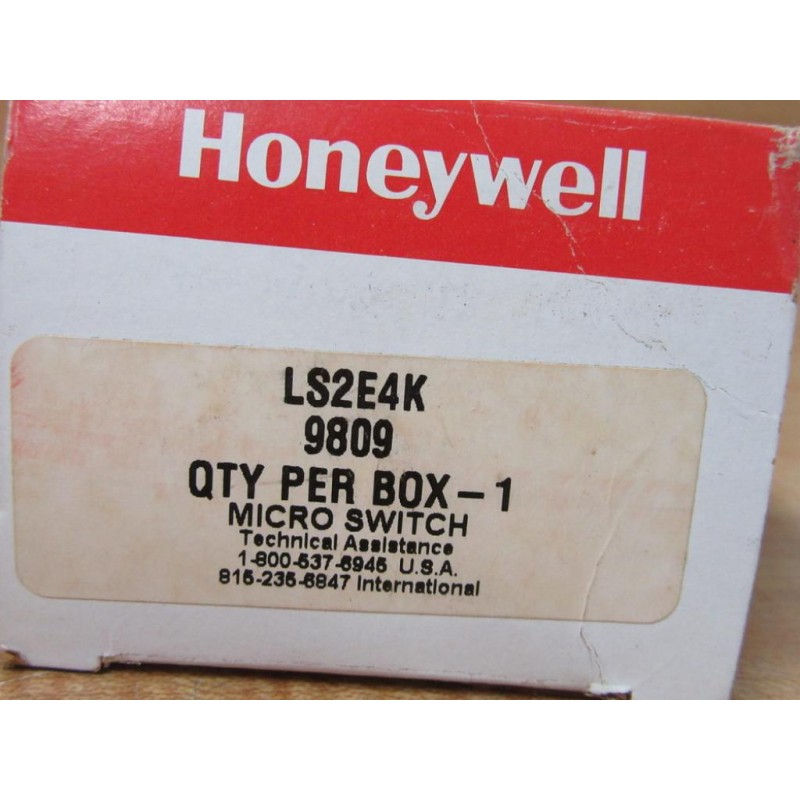 Honeywell
LS2E4K
9809
QTY PER BOX-1
MICRO SWITCH
Technical Assistance
1-800-537-6945 U.S.A.
815-235-6847 International